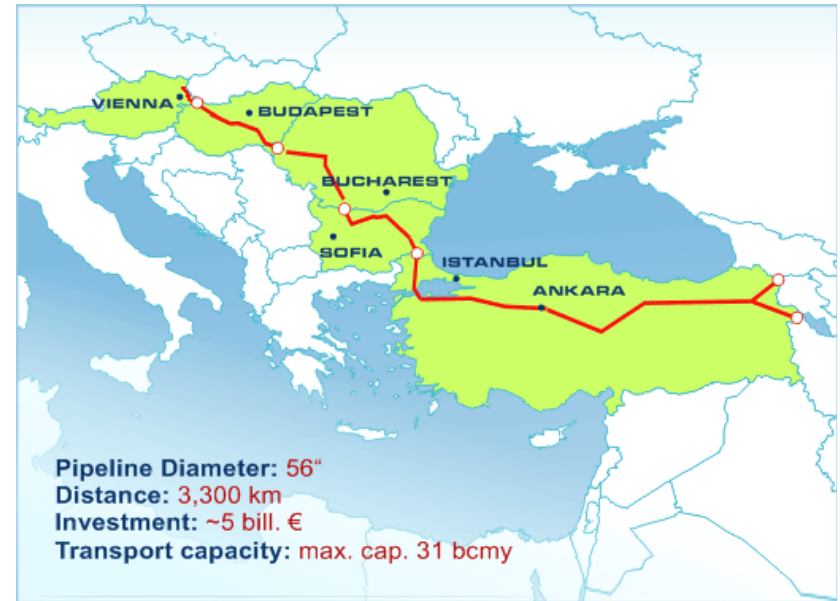 VIENNA
BUDAPEST
BUCHAREST
SOFIA
ISTANBUL
ANKARA
Pipeline Diameter: 56“
Distance: 3,300 km
Investment: ~5 bill. €
Transport capacity: max. cap. 31 bcmy